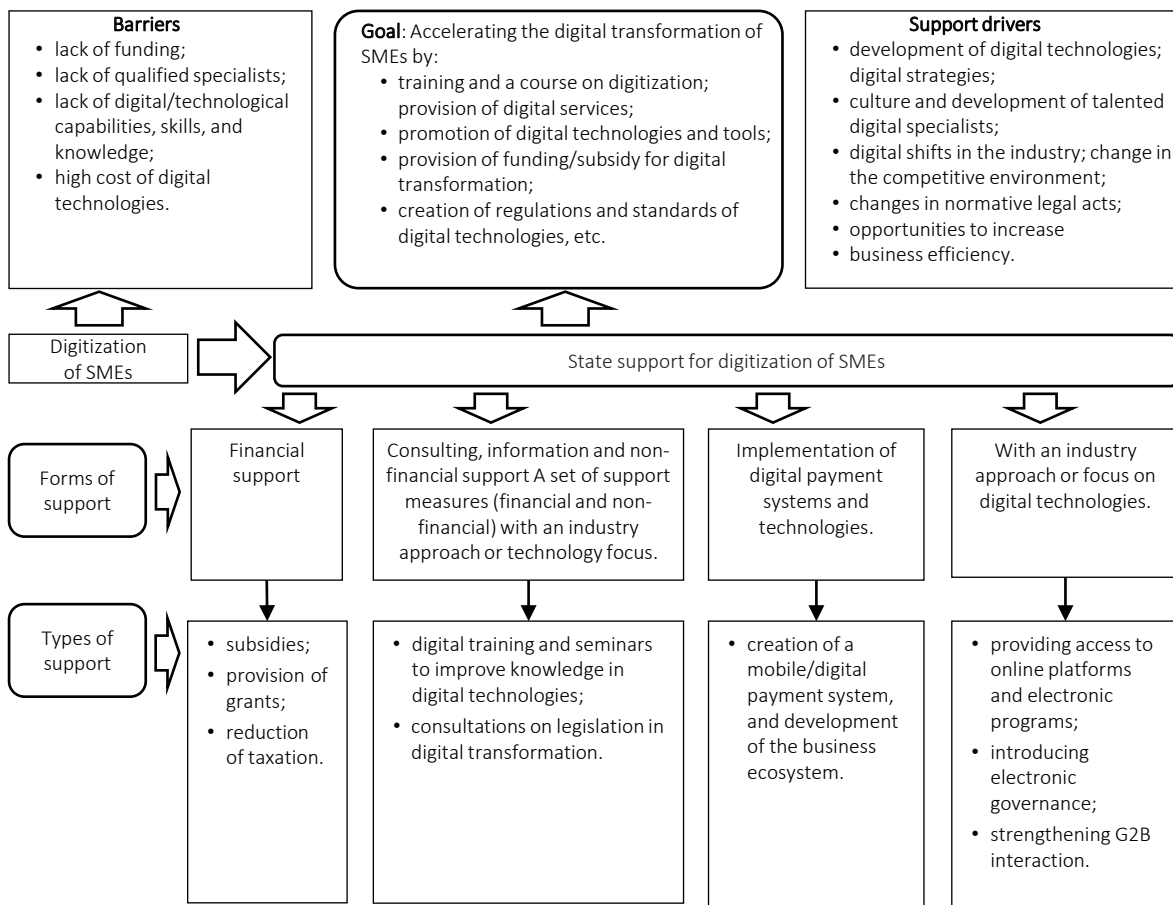 Barriers
• lack of funding;
• lack of qualified specialists;
• lack of digital/technological
capabilities, skills, and
knowledge;
• high cost of digital
technologies.
Goal: Accelerating the digital transformation of
SMEs by:
• training and a course on digitization;
provision of digital services;
• promotion of digital technologies and tools;
• provision of funding/subsidy for digital
transformation;
• creation of regulations and standards of
digital technologies, etc.
Support drivers
• development of digital technologies;
digital strategies;
• culture and development of talented
digital specialists;
• digital shifts in the industry; change in
the competitive environment;
• changes in normative legal acts;
• opportunities to increase
• business efficiency.
Digitization
of SMEs
State support for digitization of SMEs
Forms of
support
Financial
support
Consulting, information and non-
financial support A set of support
measures (financial and non-
financial) with an industry
approach or technology focus.
Implementation of
digital payment
systems and
technologies.
With an industry
approach or focus on
digital technologies.
Types of
support
• subsidies;
• provision of
grants;
• reduction
of taxation.
• digital training and seminars
to improve knowledge in
digital technologies;
• consultations on legislation in
digital transformation.
• creation of a
mobile/digital
payment system,
and development
of the business
ecosystem.
• providing access to
online platforms
and electronic
programs;
• introducing
electronic
governance;
• strengthening G2B
interaction.